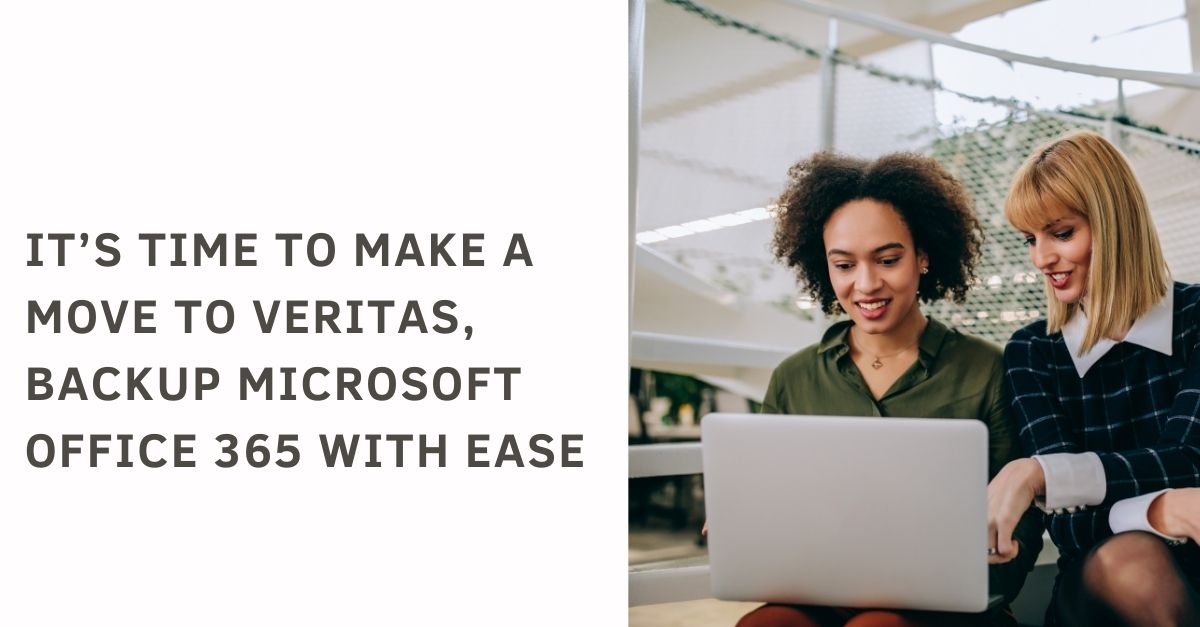 IT’S TIME TO MAKE A
MOVE TO VERITAS,
BACKUP MICROSOFT
OFFICE 365 WITH EASE